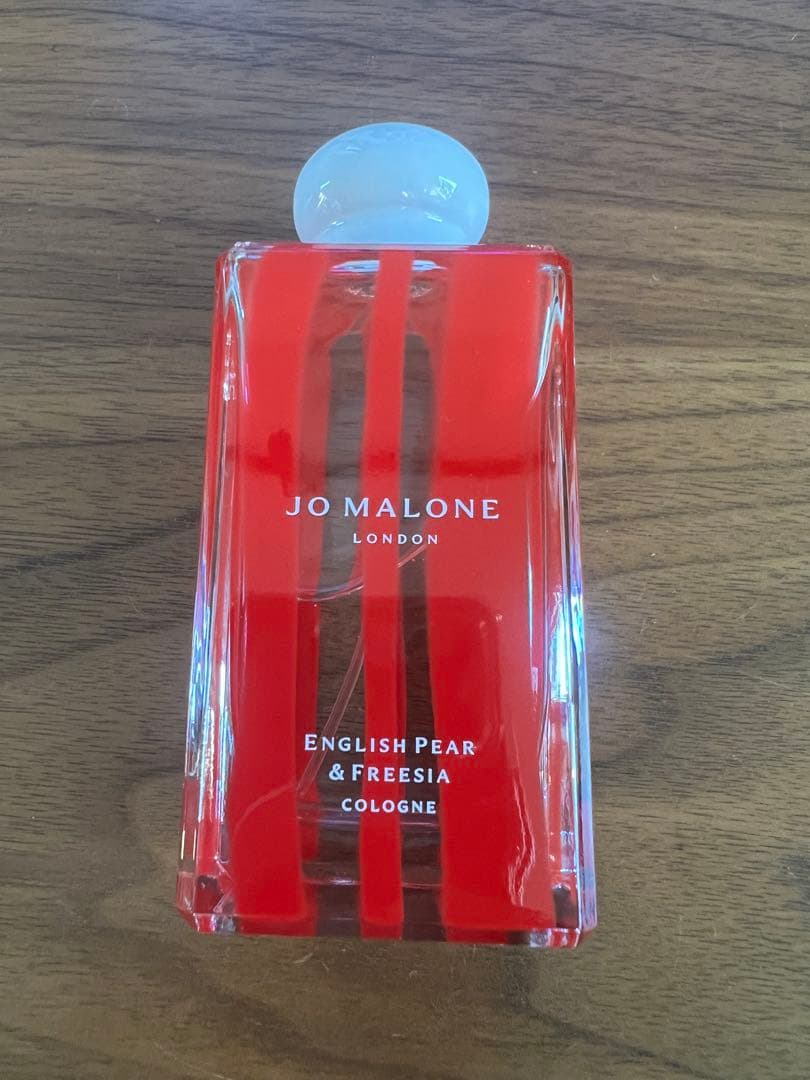 JO MALONE
LONDON
ENGLISH PEAR
& FREESIA
COLOGNE